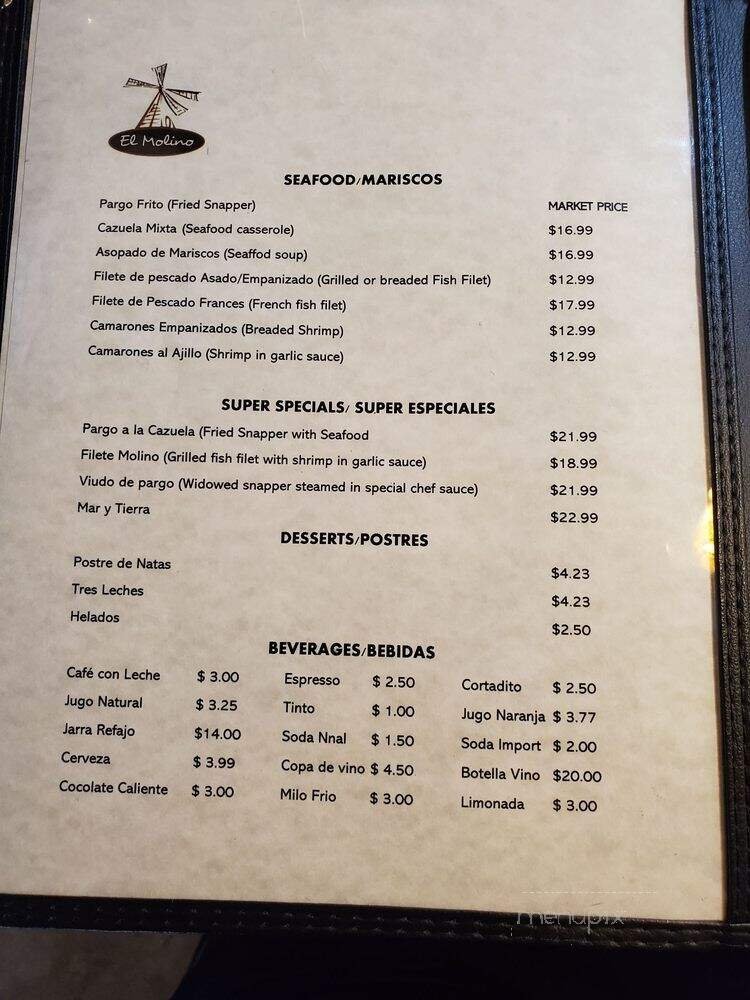 El Molino
SEAFOOD/MARISCOS
Pargo Frito (Fried Snapper) MARKET PRICE
Cazuela Mixta (Seafood casserole) $16.99
Asopado de Mariscos (Seaffod soup) $16.99
Filete de pescado Asado/Empanizado (Grilled or breaded Fish Filet) $12.99
Filete de Pescado Frances (French fish filet) $17.99
Camarones Empanizados (Breaded Shrimp) $12.99
Camarones al Ajillo (Shrimp in garlic sauce) $12.99
SUPER SPECIALS/ SUPER ESPECIALES
Pargo a la Cazuela (Fried Snapper with Seafood $21.99
Filete Molino (Grilled fish filet with shrimp in garlic sauce) $18.99
Viudo de pargo (Widowed snapper steamed in special chef sauce) $21.99
Mar y Tierra $22.99
DESSERTS/POSTRES
Postre de Natas $4.23
Tres Leches $4.23
Helados $2.50
BEVERAGES/BEBIDAS
Café con Leche $ 3.00 Espresso $ 2.50 Cortadito $ 2.50
Jugo Natural $ 3.25 Tinto $ 1.00 Jugo Naranja $ 3.77
Jarra Refajo $14.00 Soda Nnal $ 1.50 Soda Import $ 2.00
Cerveza $ 3.99 Copa de vino $ 4.50 Botella Vino $20.00
Cocolate Caliente $ 3.00 Milo Frio $ 3.00 Limonada $ 3.00
menupix